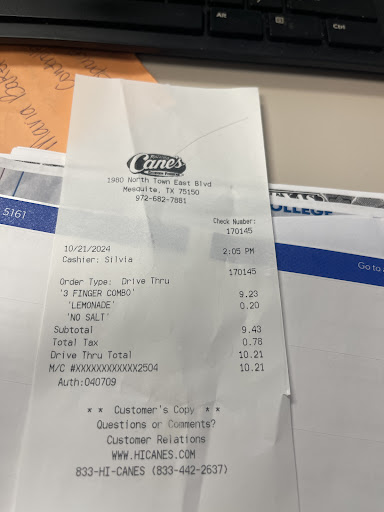 Alt
Ctrl
Maria
5161
COLLEGE
Go to
Cane's
1980 North Town East Blvd
Mesquite, TX 75150
972-682-7881
Check Number:
170145
10/21/2024 2:05 PM
Cashier: Silvia
170145
Order Type: Drive Thru
'3 FINGER COMBO' 9.23
'LEMONADE' 0.20
'NO SALT'
Subtotal 9.43
Total Tax 0.78
Drive Thru Total 10.21
M/C #XXXXXXXXXXXX2504 10.21
Auth:040709
* * Customer's Copy * *
Questions or Comments?
Customer Relations
WWW.HICANES.COM
833-HI-CANES (833-442-2637)